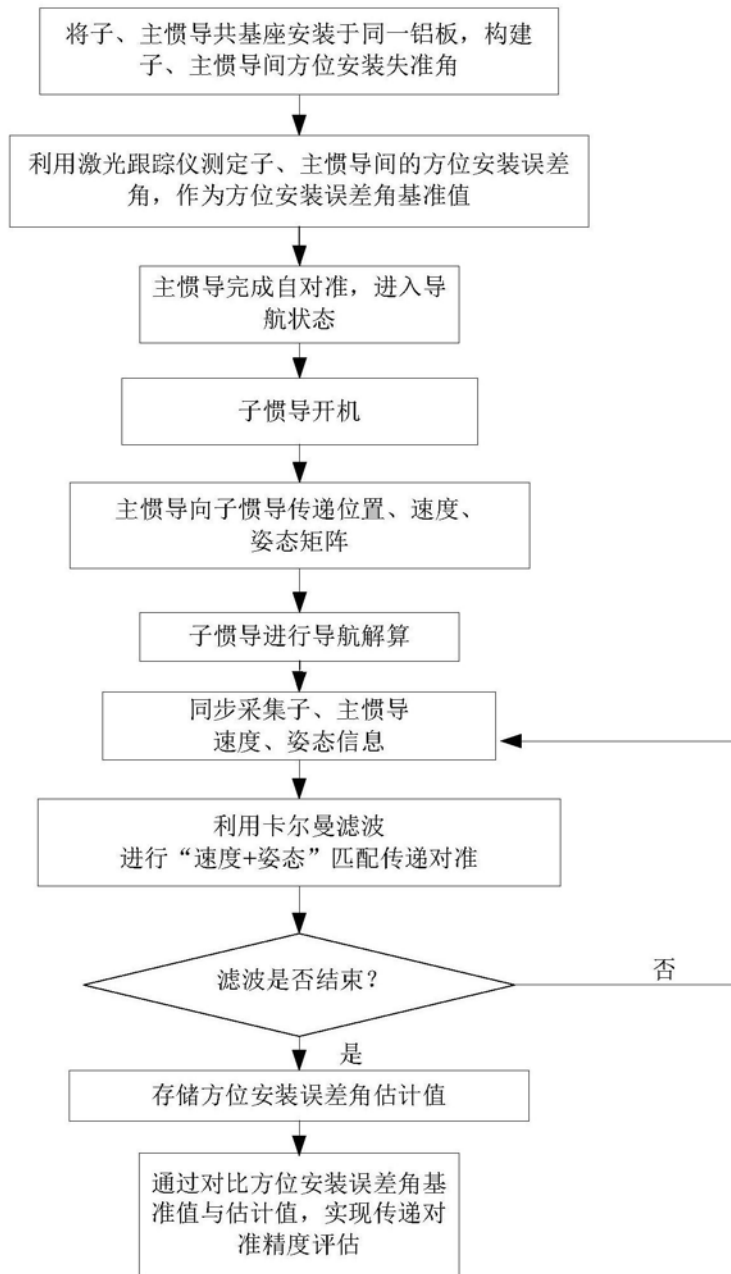 将子、主惯导共基座安装于同一铝板，构建
子、主惯导间方位安装失准角
利用激光跟踪仪测定子、主惯导间的方位安装误差
角，作为方位安装误差角基准值
主惯导完成自对准，进入导
航状态
子惯导开机
主惯导向子惯导传递位置、速度、
姿态矩阵
子惯导进行导航解算
同步采集子、主惯导
速度、姿态信息
利用卡尔曼滤波
进行“速度+姿态”匹配传递对准
滤波是否结束？
否
是
存储方位安装误差角估计值
通过对比方位安装误差角基
准值与估计值，实现传递对
准精度评估